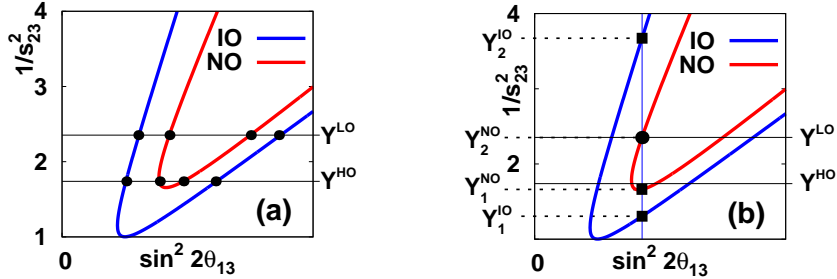 4
3
2
1
0
1/s²₂₃
IO
NO
Y^LO
Y^HO
(a)
sin² 2θ₁₃
4
2
0
1/s²₂₃
IO
NO
Y₂^IO
Y₂^NO
Y₁^NO
Y₁^IO
Y^LO
Y^HO
(b)
sin² 2θ₁₃